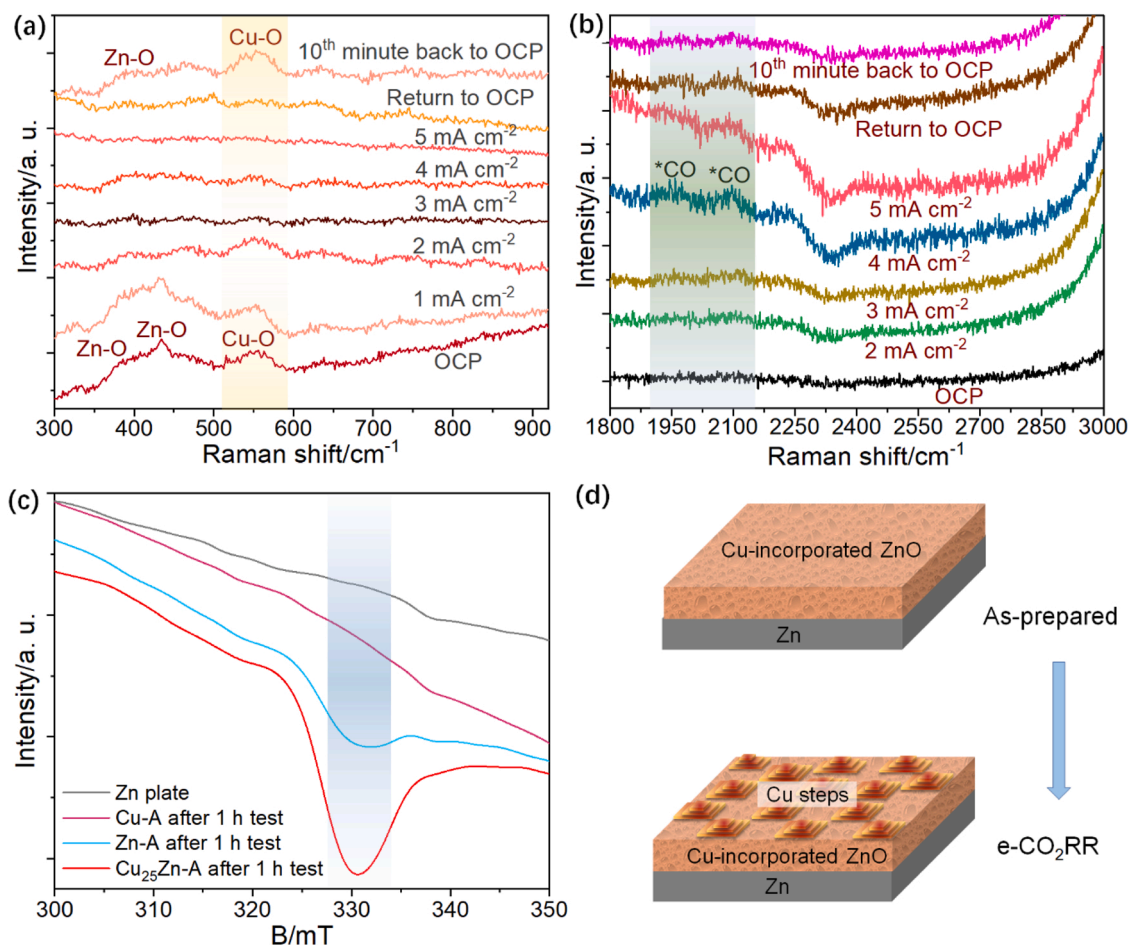 (a)
Intensity/a. u.
Zn-O
Cu-O
10th minute back to OCP
Return to OCP
5 mA cm-2
4 mA cm-2
3 mA cm-2
2 mA cm-2
1 mA cm-2
Zn-O
Zn-O
Cu-O
OCP
300 400 500 600 700 800 900
Raman shift/cm-1
(b)
Intensity/a. u.
10th minute back to OCP
Return to OCP
*CO
*CO
5 mA cm-2
4 mA cm-2
3 mA cm-2
2 mA cm-2
OCP
1800 1950 2100 2250 2400 2550 2700 2850 3000
Raman shift/cm-1
(c)
Intensity/a. u.
Zn plate
Cu-A after 1 h test
Zn-A after 1 h test
Cu25Zn-A after 1 h test
300 310 320 330 340 350
B/mT
(d)
Cu-incorporated ZnO
Zn
As-prepared
Cu steps
Cu-incorporated ZnO
Zn
e-CO2RR